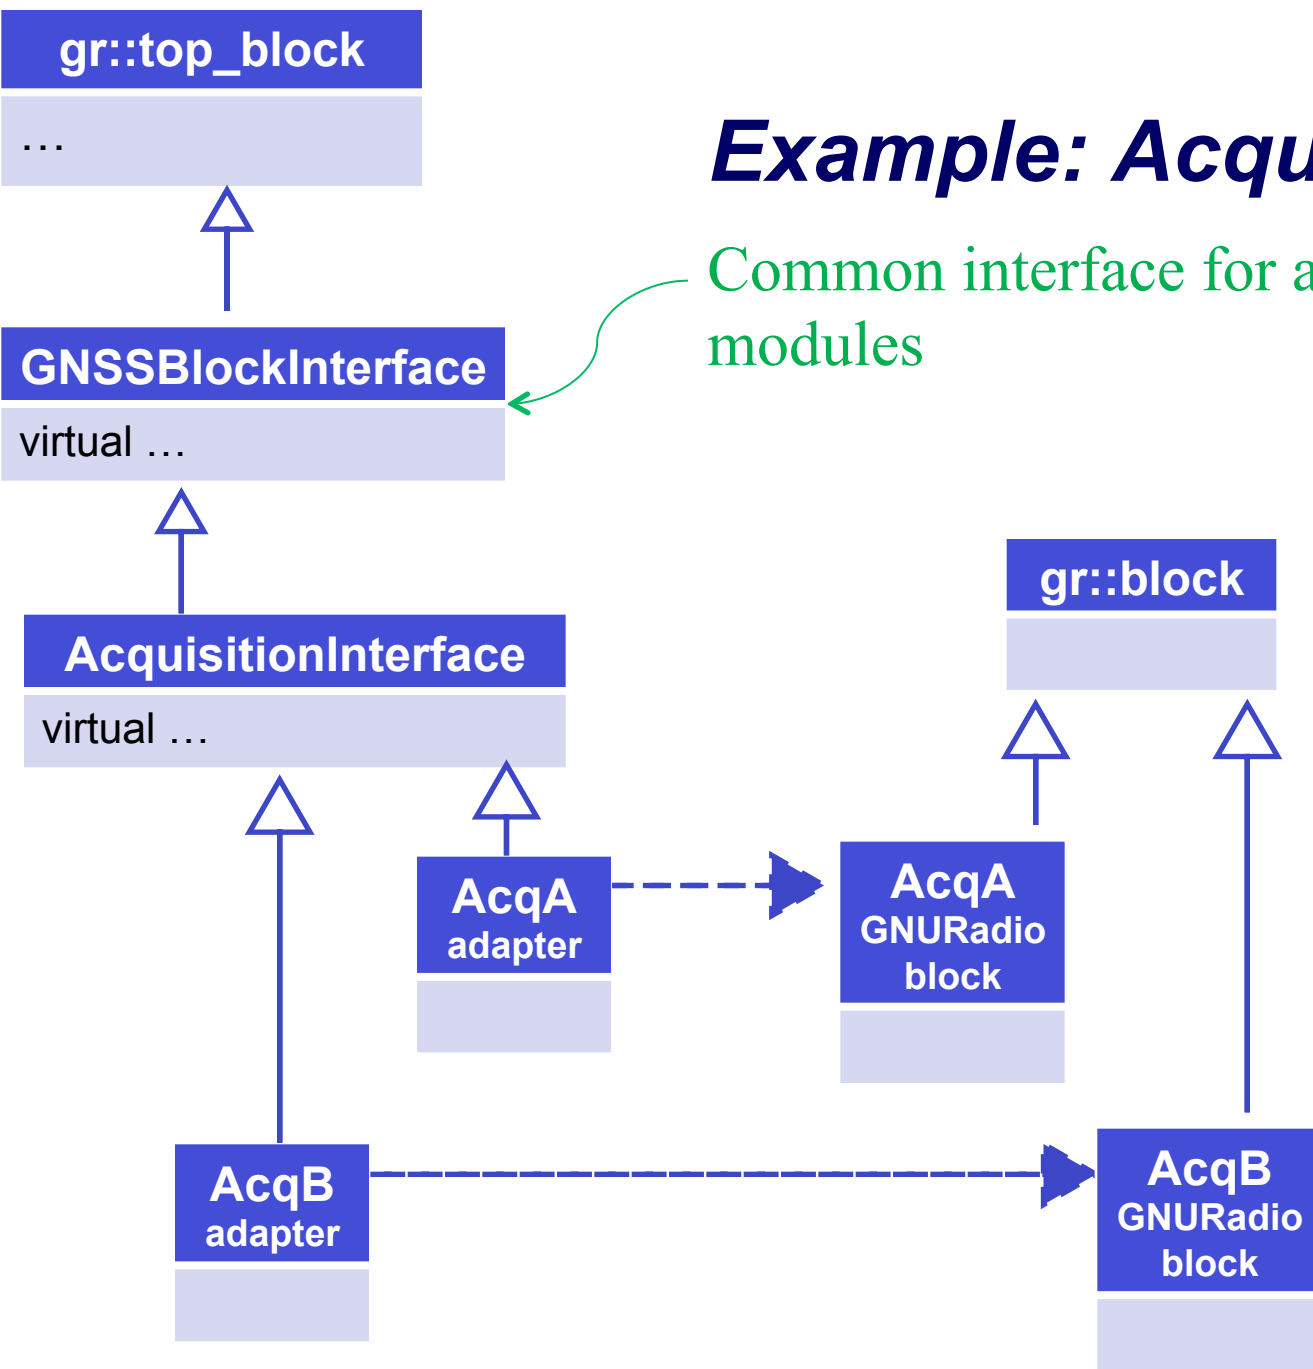 gr::top_block
…
Example: Acqu
Common interface for a
modules
GNSSBlockInterface
virtual …
gr::block
AcquisitionInterface
virtual …
AcqA
adapter
AcqA
GNURadio
block
AcqB
adapter
AcqB
GNURadio
block